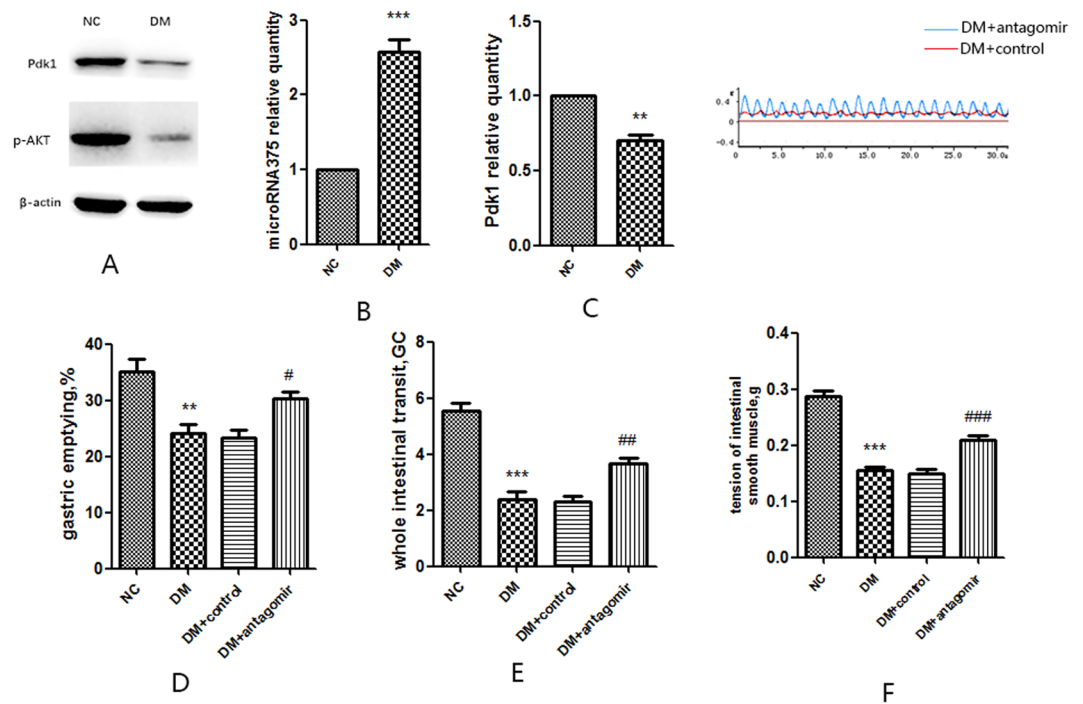 NC DM
Pdk1
p-AKT
β-actin
A
microRNA375 relative quantity
3
2
1
0
***
NC
DM
B
Pdk1 relative quantity
1.5
1.0
0.5
0.0
**
NC
DM
C
DM+antagomir
DM+control
0.4
0
-0.4
0 5.0 10.0 15.0 20.0 25.0 30.0
gastric emptying,%
40
30
20
10
0
**
#
NC
DM
DM+control
DM+antagomir
D
whole intestinal transit,GC
8
6
4
2
0
***
##
NC
DM
DM+control
DM+antagomir
E
tension of intestinal
smooth muscle,g
0.4
0.3
0.2
0.1
0.0
***
###
NC
DM
DM+control
DM+antagomir
F